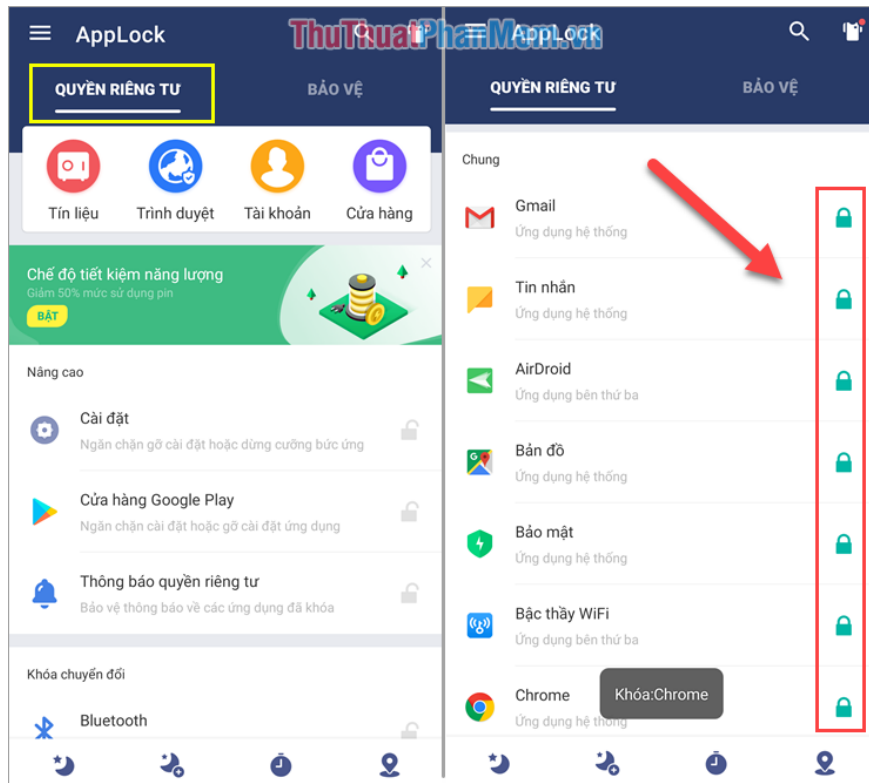 ThuThuatPhanMem.vn
AppLock
QUYỀN RIÊNG TƯ
BẢO VỆ
Tín liệu
Trình duyệt
Tài khoản
Cửa hàng
Chế độ tiết kiệm năng lượng
Giảm 50% mức sử dụng pin
BẬT
Nâng cao
Cài đặt
Ngăn chặn gỡ cài đặt hoặc dừng cưỡng bức ứng
Cửa hàng Google Play
Ngăn chặn cài đặt hoặc gỡ cài đặt ứng dụng
Thông báo quyền riêng tư
Bảo vệ thông báo về các ứng dụng đã khóa
Khóa chuyển đổi
Bluetooth
AppLock
QUYỀN RIÊNG TƯ
BẢO VỆ
Chung
Gmail
Ứng dụng hệ thống
Tin nhắn
Ứng dụng hệ thống
AirDroid
Ứng dụng bên thứ ba
Bản đồ
Ứng dụng hệ thống
Bảo mật
Ứng dụng hệ thống
Bậc thầy WiFi
Ứng dụng bên thứ ba
Chrome
Ứng dụng hệ thống
Khóa:Chrome